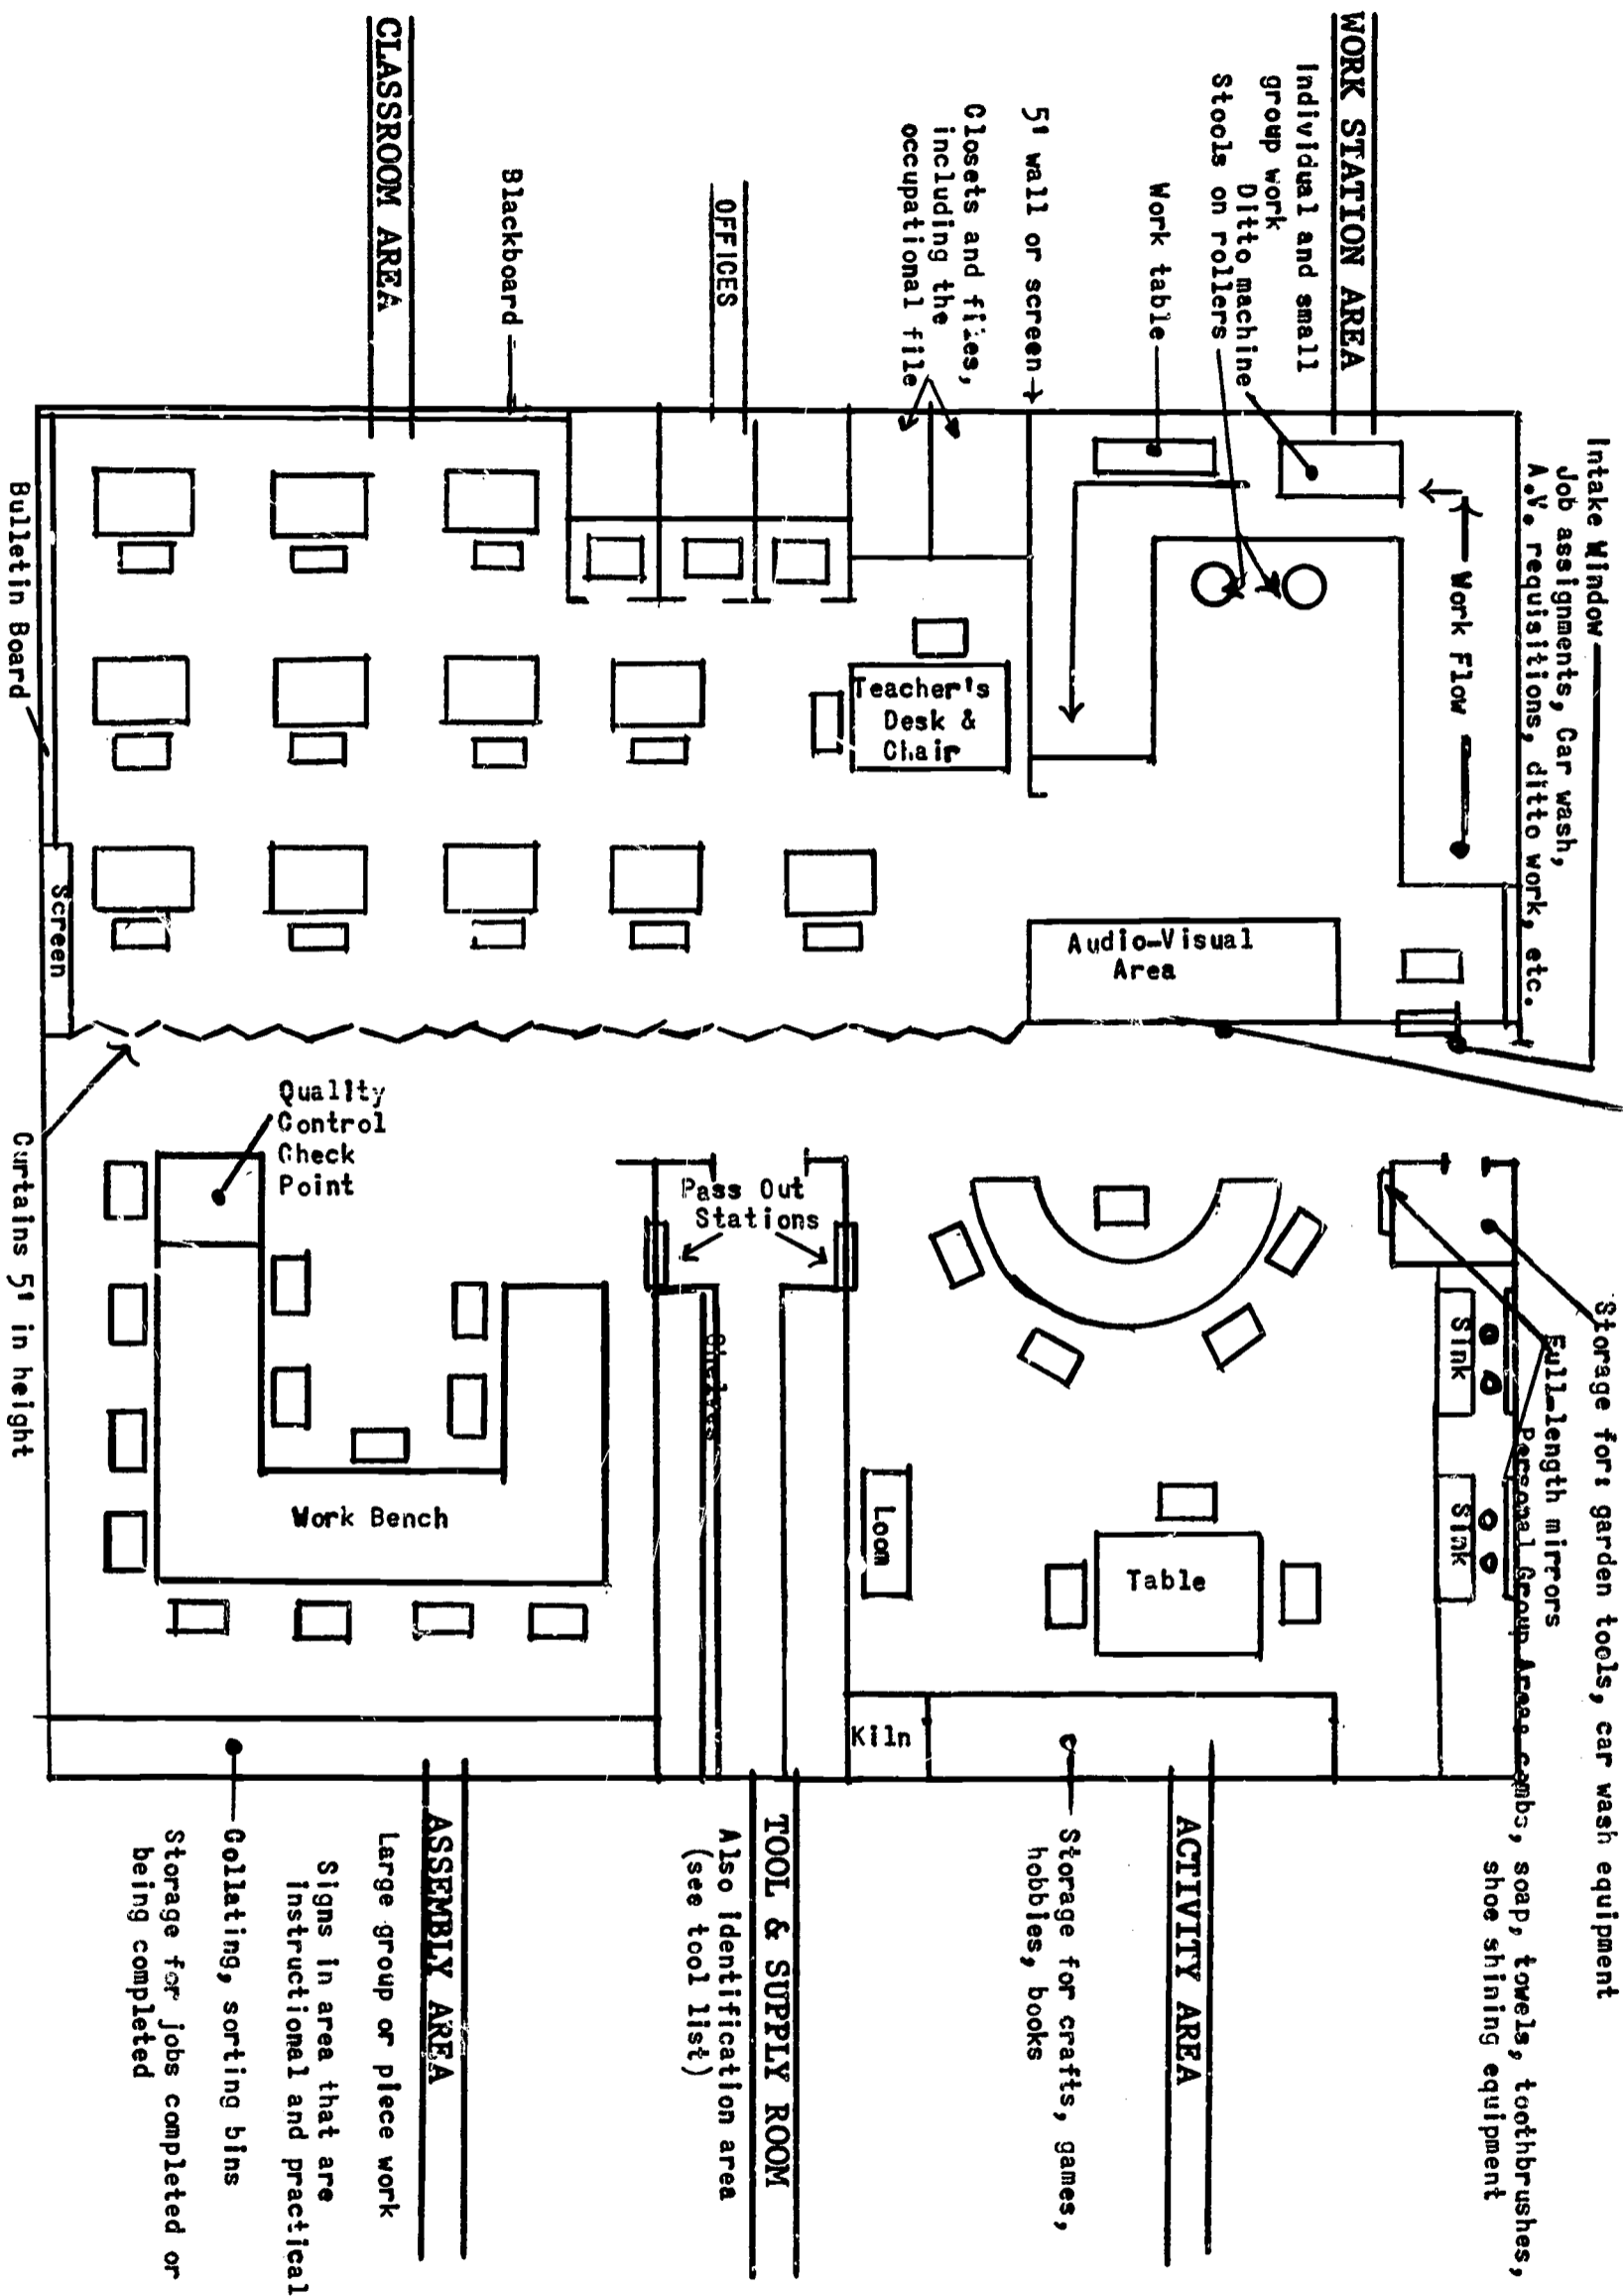 WORK STATION AREA
Individual and small
group work
Ditto machine
Stools on rollers
Work table
5' wall or screen
Closets and files,
including the
occupational file
OFFICES
Blackboard
CLASSROOM AREA
Intake Window
Job assignments, Car wash,
A.V. requisitions, ditto work, etc.
Work Flow
Teacher's
Desk &
Chair
Audio-Visual
Area
Bulletin Board
Screen
Curtains 5' in height
Quality
Control
Check
Point
Pass Out
Stations
Shelves
Work Bench
Loom
Table
Kiln
Sink
Sink
Storage for: garden tools, car wash equipment
Full-length mirrors
Personal Group Area: combs, soap, towels, toothbrushes,
shoe shining equipment
ACTIVITY AREA
Storage for crafts, games,
hobbies, books
TOOL & SUPPLY ROOM
Also identification area
(see tool list)
ASSEMBLY AREA
Large group or piece work
Signs in area that are
instructional and practical
Collating, sorting bins
Storage for jobs completed or
being completed